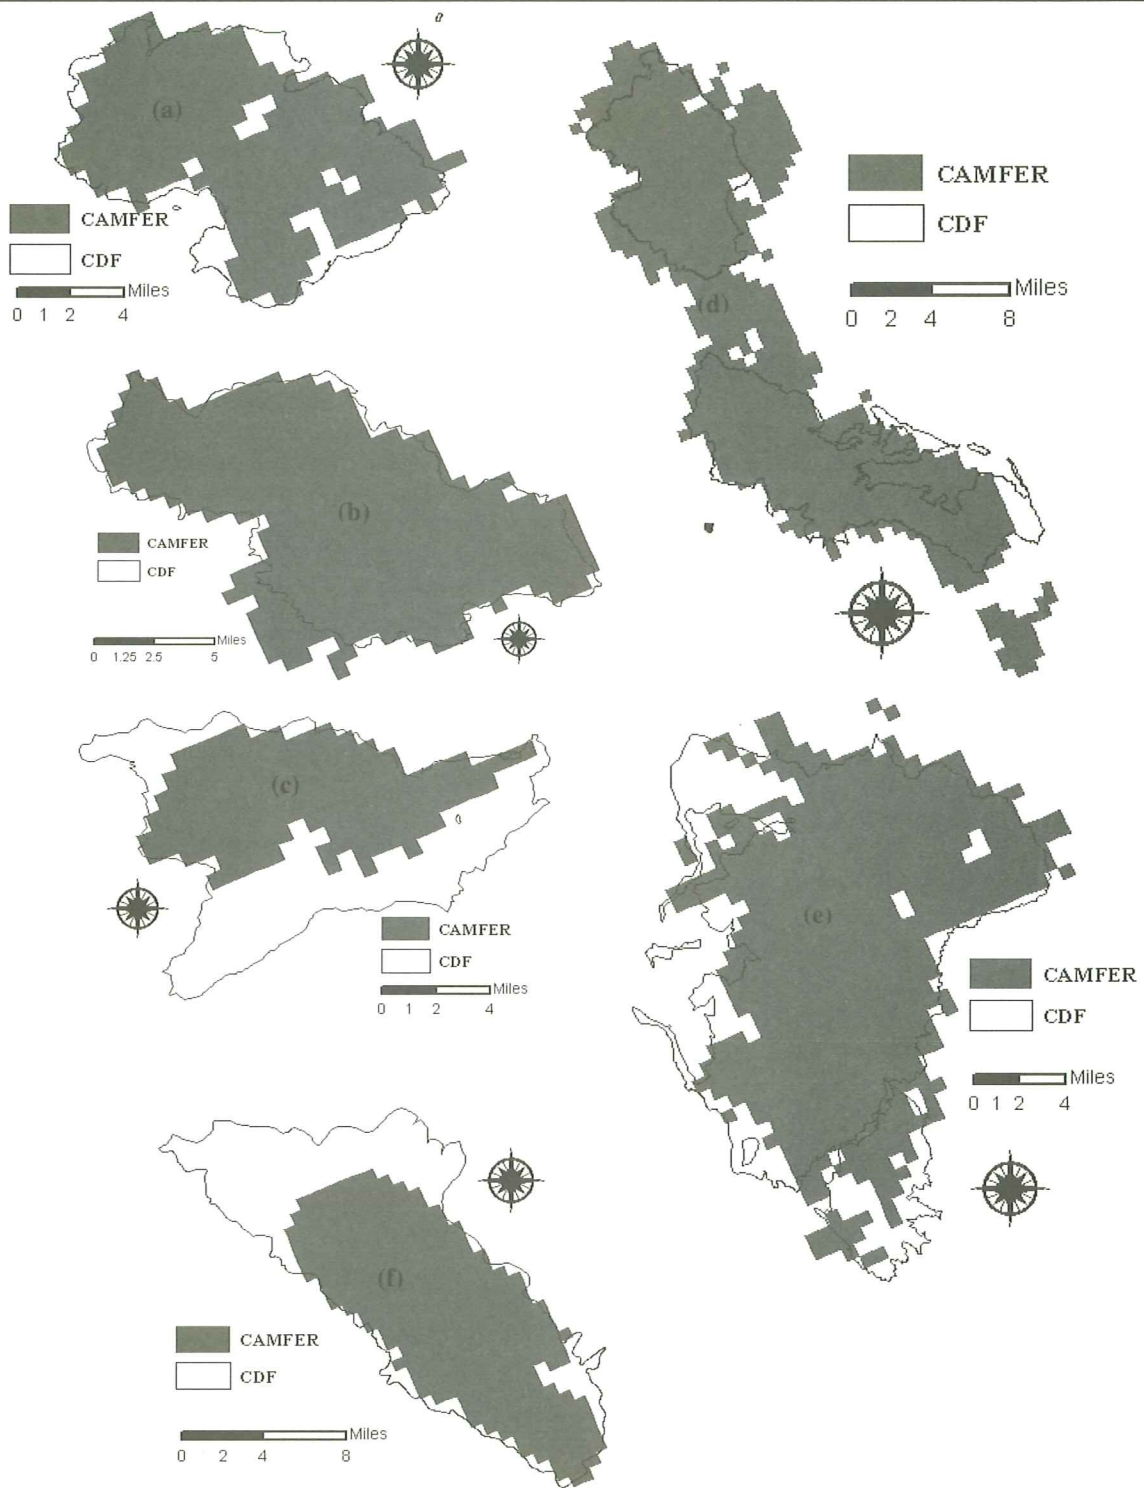 (a)
CAMFER
CDF
Miles
0 1 2 4
(b)
CAMFER
CDF
Miles
0 1.25 2.5 5
(c)
CAMFER
CDF
Miles
0 1 2 4
(d)
CAMFER
CDF
Miles
0 2 4 8
(e)
CAMFER
CDF
Miles
0 1 2 4
(f)
CAMFER
CDF
Miles
0 2 4 8